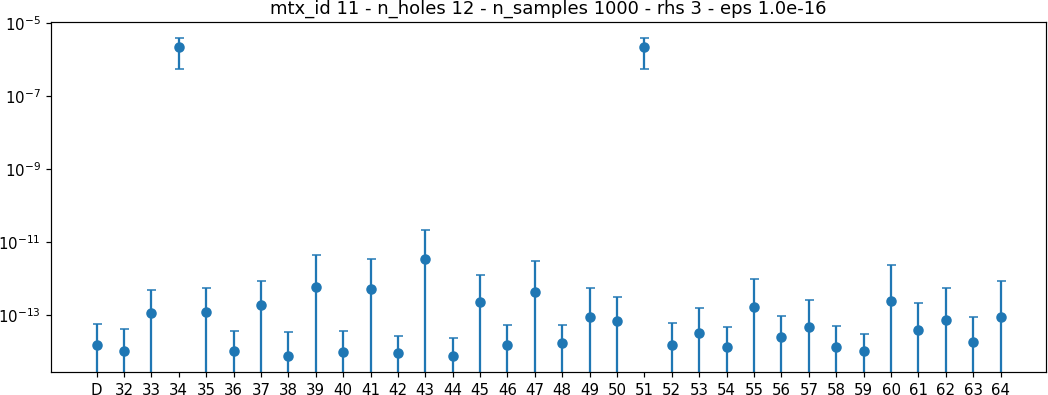 mtx_id 11 - n_holes 12 - n_samples 1000 - rhs 3 - eps 1.0e-16
10⁻⁵
10⁻⁷
10⁻⁹
10⁻¹¹
10⁻¹³
D 32 33 34 35 36 37 38 39 40 41 42 43 44 45 46 47 48 49 50 51 52 53 54 55 56 57 58 59 60 61 62 63 64